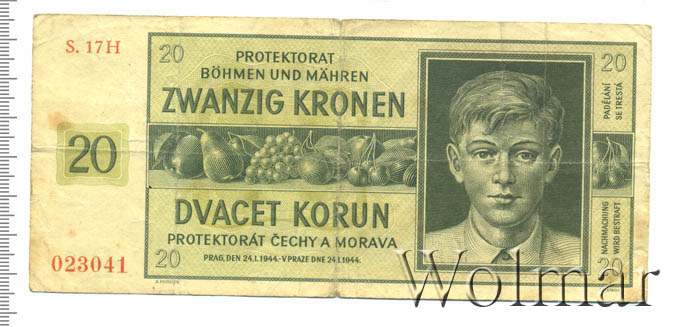 S. 17H
20
PROTEKTORAT
BÖHMEN UND MÄHREN
ZWANZIG KRONEN
20
DVACET KORUN
PROTEKTORÁT ČECHY A MORAVA
PRAG, DEN 24.I.1944.-V PRAZE DNE 24.I.1944.
20
023041
20
PADĚLÁNÍ
SE TRESTÁ
NACHMACHUNG
WIRD BESTRAFT
20
Wolmar